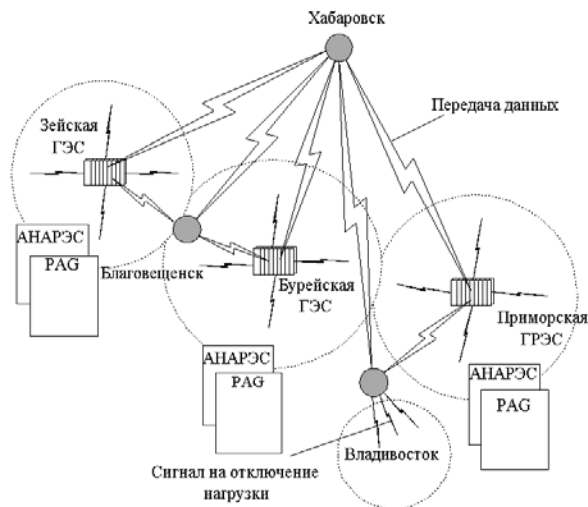 Хабаровск
Передача данных
Зейская
ГЭС
АНАРЭС
PAG
Благовещенск
Бурейская
ГЭС
АНАРЭС
PAG
Приморская
ГРЭС
АНАРЭС
PAG
Владивосток
Сигнал на отключение
нагрузки